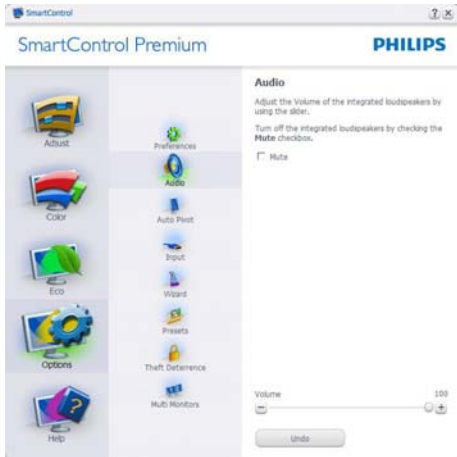 SmartControl
SmartControl Premium
PHILIPS
Adjust
Color
Eco
Options
Help
Preferences
Audio
Auto Pivot
Input
Wizard
Presets
Theft Deterrence
Multi Monitors
Audio
Adjust the Volume of the integrated loudspeakers by
using the slider.
Turn off the integrated loudspeakers by checking the
Mute checkbox.
Mute
Volume 100
Undo